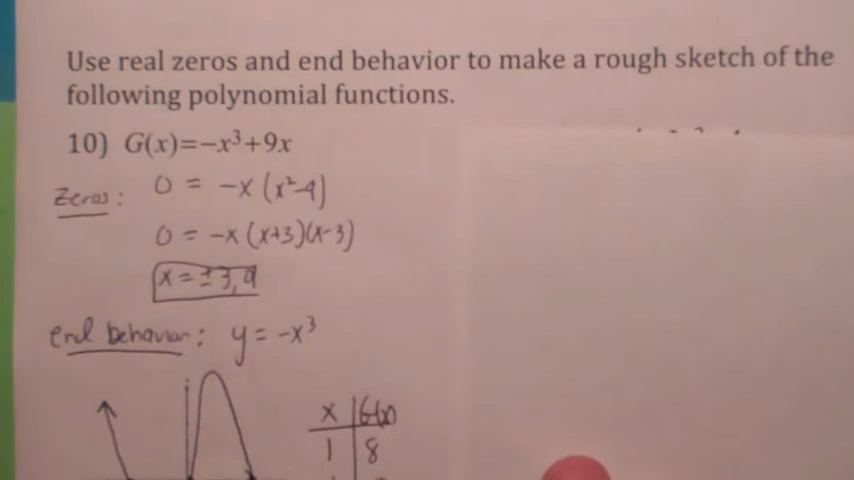 Use real zeros and end behavior to make a rough sketch of the
following polynomial functions.
10) G(x)=−x³+9x
Zeros: 0 = -x (x²-9)
0 = -x (x+3)(x-3)
x = ±3,
end behavior: y = -x³
x | G(x)
1 | 8